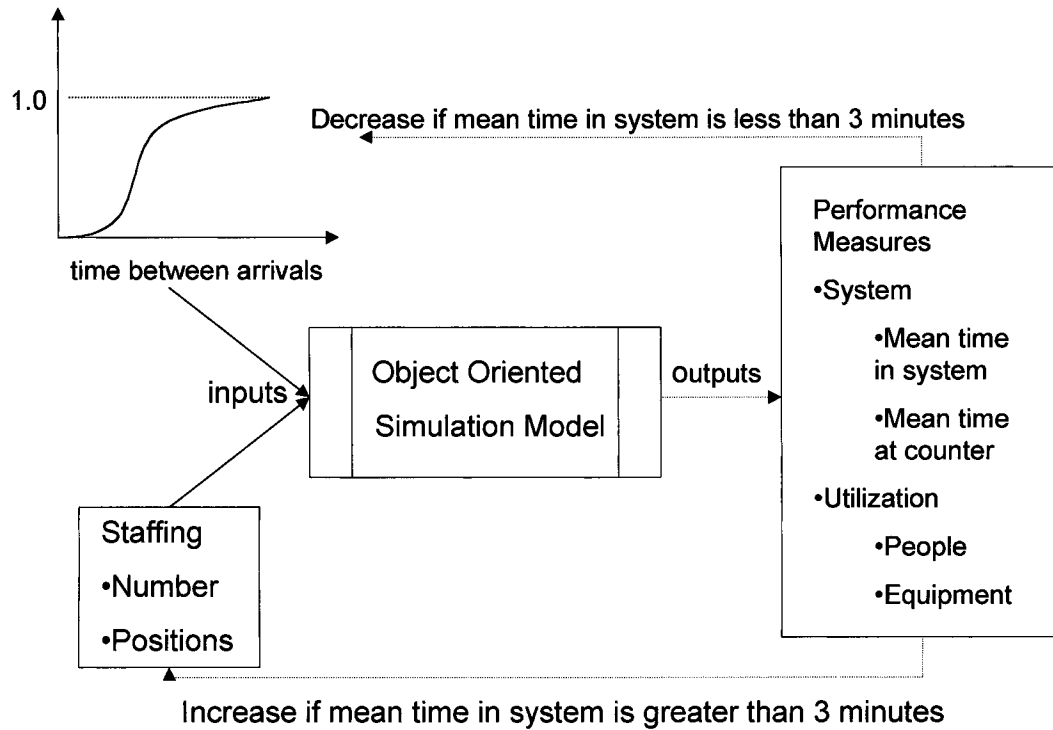 1.0
Decrease if mean time in system is less than 3 minutes
time between arrivals
inputs
Object Oriented
Simulation Model
outputs
Performance
Measures
•System
•Mean time
in system
•Mean time
at counter
•Utilization
•People
•Equipment
Staffing
•Number
•Positions
Increase if mean time in system is greater than 3 minutes